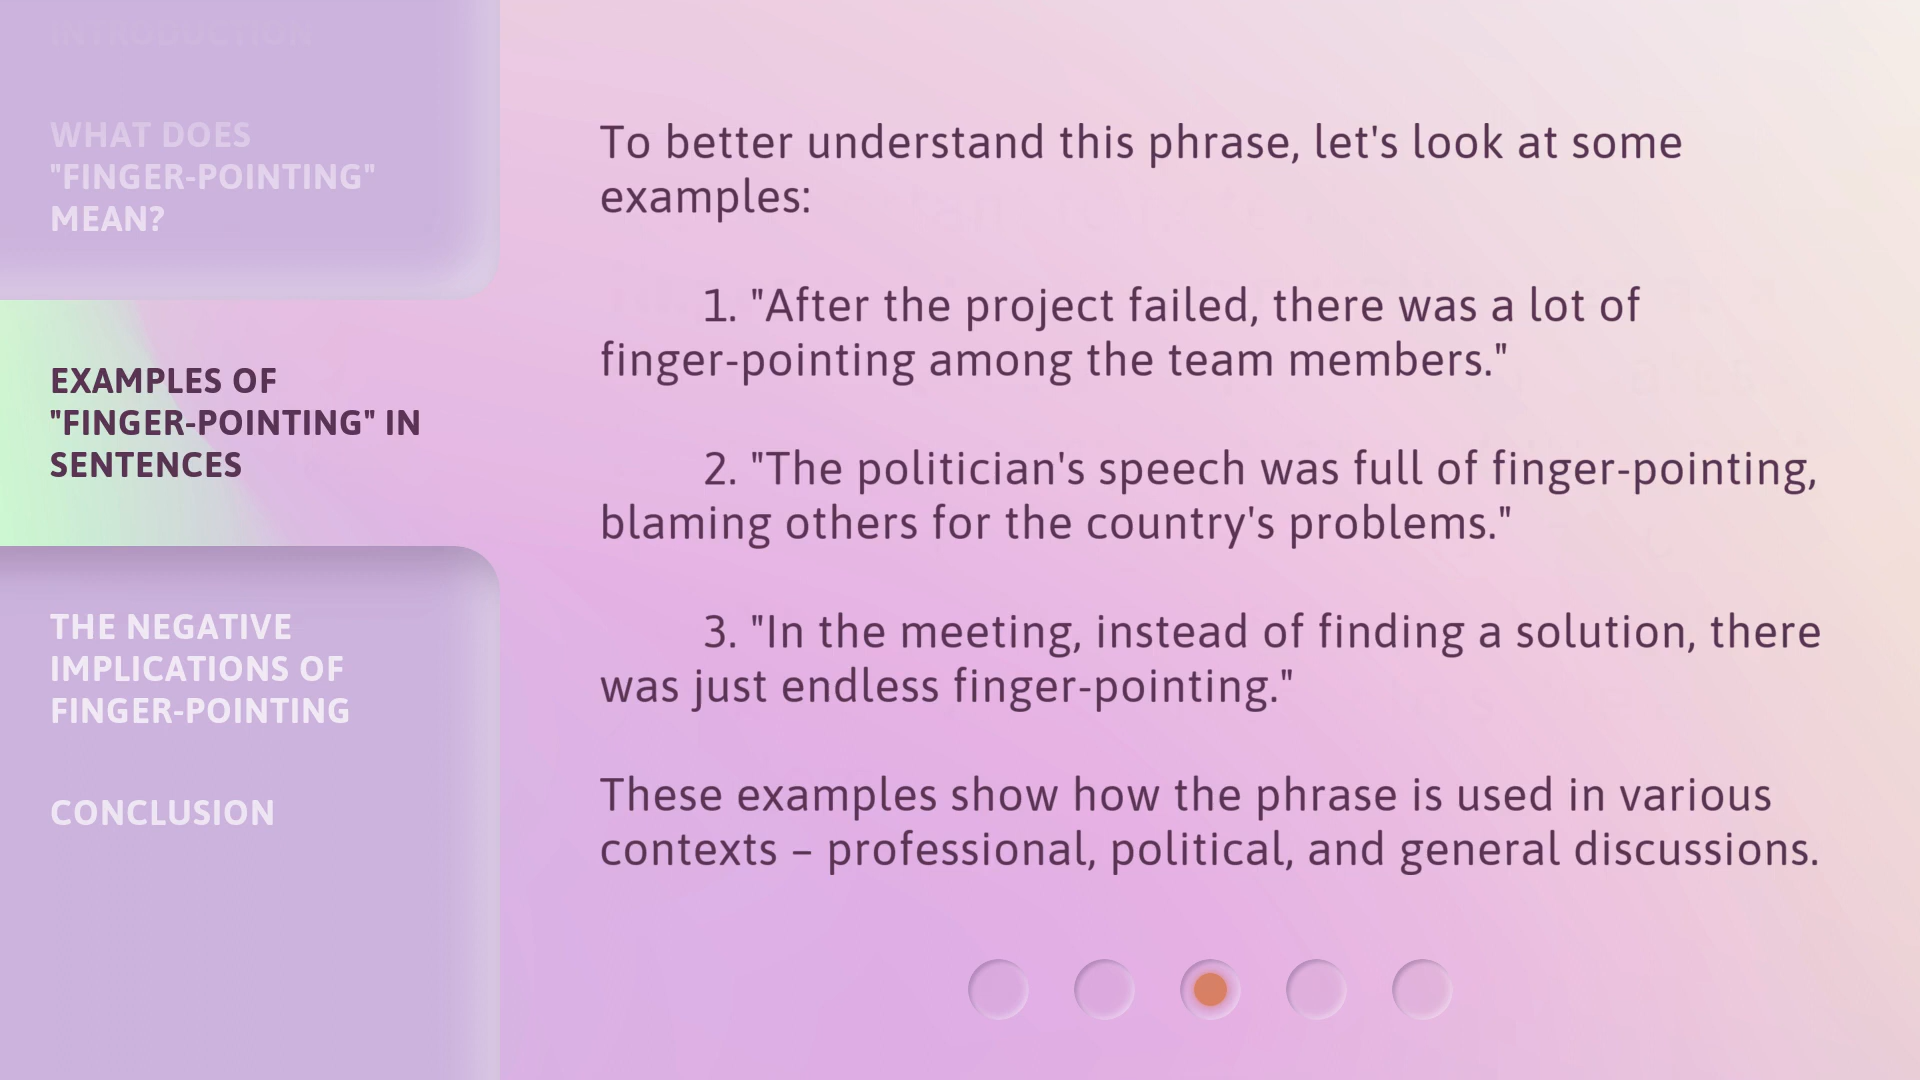 INTRODUCTION
WHAT DOES
"FINGER-POINTING"
MEAN?
EXAMPLES OF
"FINGER-POINTING" IN
SENTENCES
THE NEGATIVE
IMPLICATIONS OF
FINGER-POINTING
CONCLUSION
To better understand this phrase, let's look at some
examples:
1. "After the project failed, there was a lot of
finger-pointing among the team members."
2. "The politician's speech was full of finger-pointing,
blaming others for the country's problems."
3. "In the meeting, instead of finding a solution, there
was just endless finger-pointing."
These examples show how the phrase is used in various
contexts – professional, political, and general discussions.